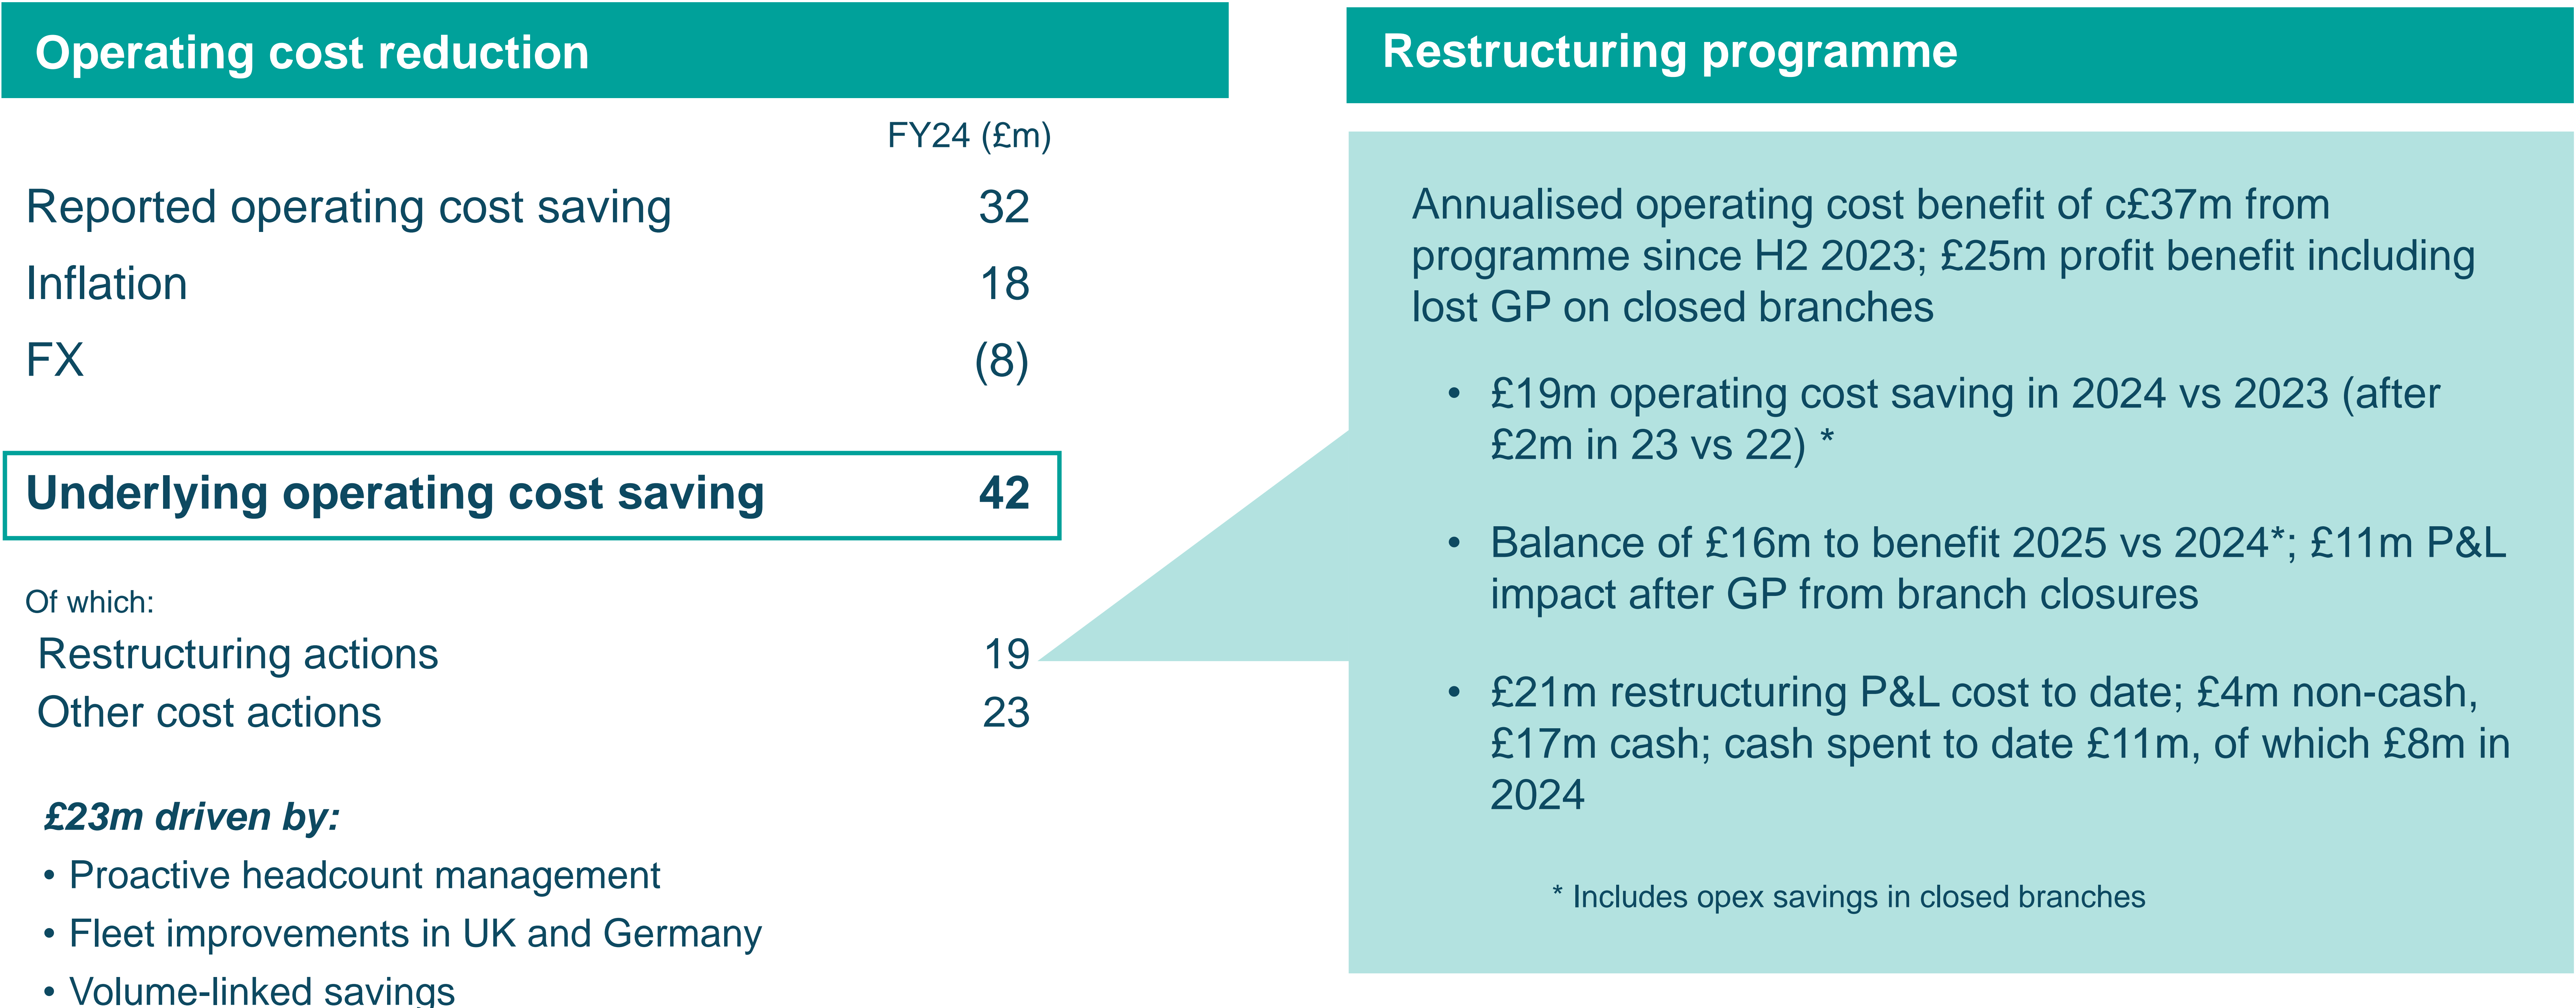 Operating cost reduction
FY24 (£m)
Reported operating cost saving 32
Inflation 18
FX (8)
Underlying operating cost saving 42
Of which:
Restructuring actions 19
Other cost actions 23
£23m driven by:
• Proactive headcount management
• Fleet improvements in UK and Germany
• Volume-linked savings
Restructuring programme
Annualised operating cost benefit of c£37m from
programme since H2 2023; £25m profit benefit including
lost GP on closed branches
• £19m operating cost saving in 2024 vs 2023 (after
£2m in 23 vs 22) *
• Balance of £16m to benefit 2025 vs 2024*; £11m P&L
impact after GP from branch closures
• £21m restructuring P&L cost to date; £4m non-cash,
£17m cash; cash spent to date £11m, of which £8m in
2024
* Includes opex savings in closed branches